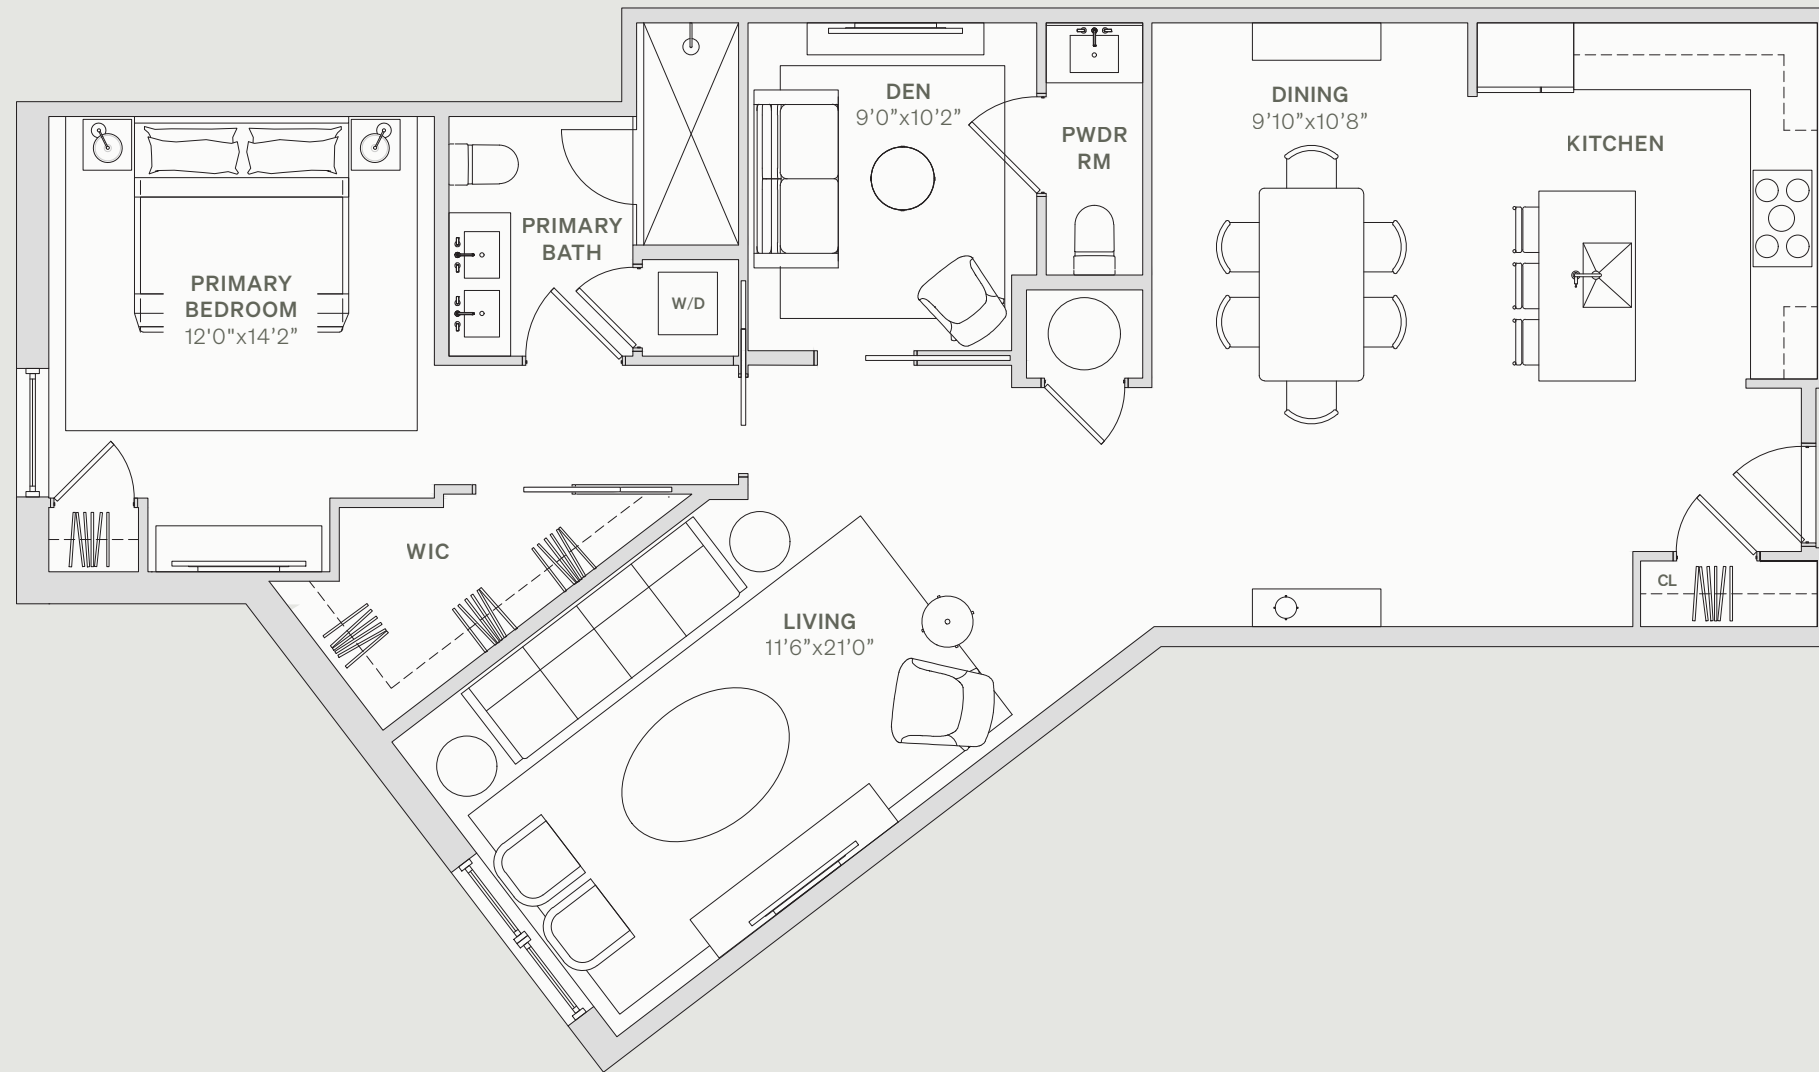 DEN
9’0”x10’2”
DINING
9’10”x10’8”
PWDR
RM
KITCHEN
PRIMARY
BATH
PRIMARY
BEDROOM
12’0"x14’2”
W/D
WIC
CL
LIVING
11’6”x21’0”